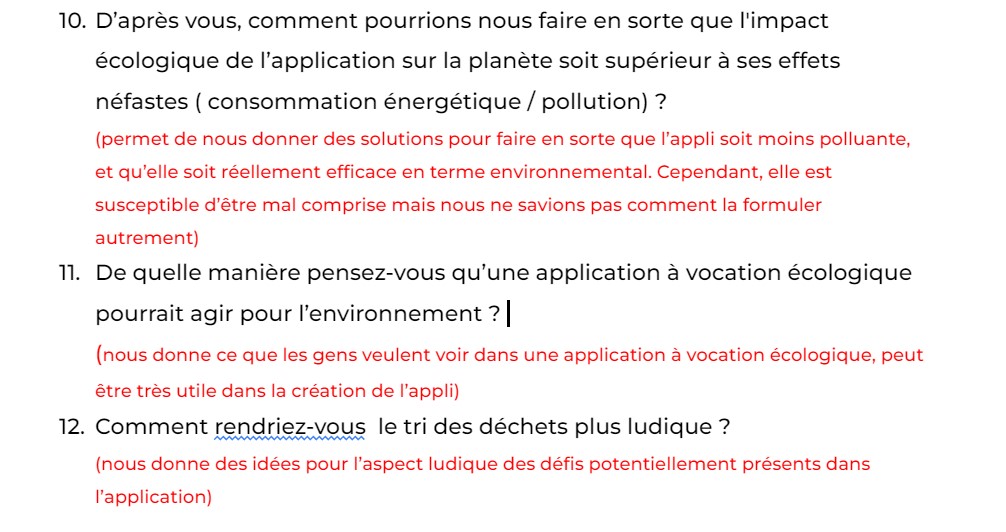 10. D’après vous, comment pourrions nous faire en sorte que l'impact
écologique de l’application sur la planète soit supérieur à ses effets
néfastes ( consommation énergétique / pollution) ?
(permet de nous donner des solutions pour faire en sorte que l’appli soit moins polluante,
et qu’elle soit réellement efficace en terme environnemental. Cependant, elle est
susceptible d’être mal comprise mais nous ne savions pas comment la formuler
autrement)
11. De quelle manière pensez-vous qu’une application à vocation écologique
pourrait agir pour l’environnement ?
(nous donne ce que les gens veulent voir dans une application à vocation écologique, peut
être très utile dans la création de l’appli)
12. Comment rendriez-vous  le tri des déchets plus ludique ?
(nous donne des idées pour l’aspect ludique des défis potentiellement présents dans
l’application)